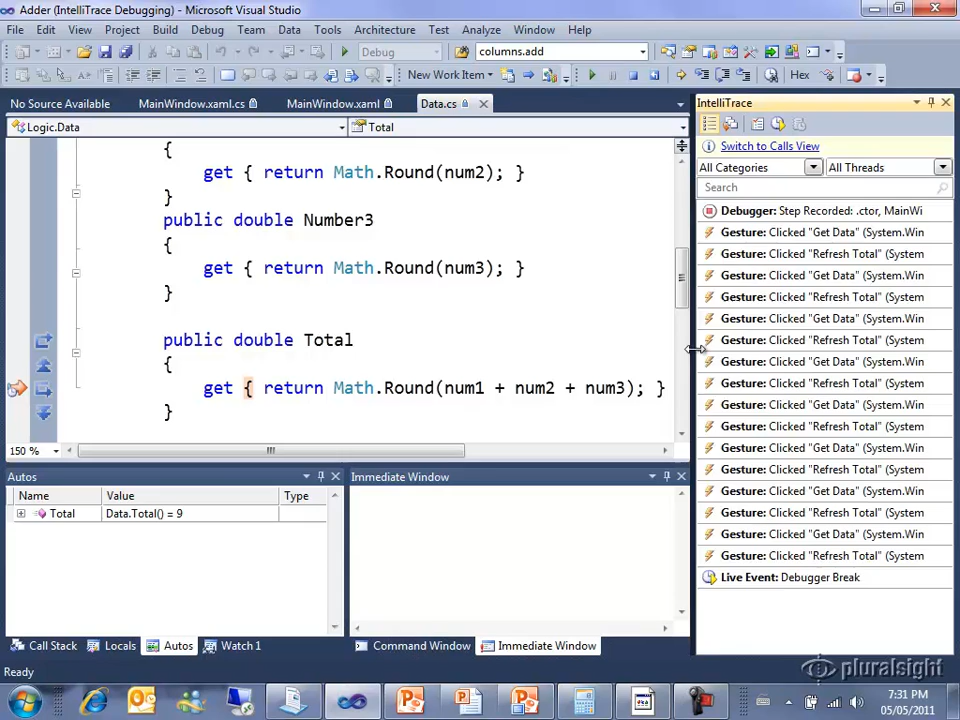 Adder (IntelliTrace Debugging) - Microsoft Visual Studio
File Edit View Project Build Debug Team Data Tools Architecture Test Analyze Window Help
Debug columns.add
New Work Item Hex
No Source Available MainWindow.xaml.cs MainWindow.xaml Data.cs
Logic.Data Total
{
get { return Math.Round(num2); }
}
public double Number3
{
get { return Math.Round(num3); }
}
public double Total
{
get { return Math.Round(num1 + num2 + num3); }
}
150 %
IntelliTrace
Switch to Calls View
All Categories All Threads
Search
Debugger: Step Recorded: .ctor, MainWi
Gesture: Clicked "Get Data" (System.Win
Gesture: Clicked "Refresh Total" (System
Gesture: Clicked "Get Data" (System.Win
Gesture: Clicked "Refresh Total" (System
Gesture: Clicked "Get Data" (System.Win
Gesture: Clicked "Refresh Total" (System
Gesture: Clicked "Get Data" (System.Win
Gesture: Clicked "Refresh Total" (System
Gesture: Clicked "Get Data" (System.Win
Gesture: Clicked "Refresh Total" (System
Gesture: Clicked "Get Data" (System.Win
Gesture: Clicked "Refresh Total" (System
Gesture: Clicked "Get Data" (System.Win
Gesture: Clicked "Refresh Total" (System
Gesture: Clicked "Get Data" (System.Win
Gesture: Clicked "Refresh Total" (System
Live Event: Debugger Break
Autos
Name Value Type
Total Data.Total() = 9
Immediate Window
Call Stack Locals Autos Watch 1
Command Window Immediate Window
Ready
pluralsight
7:31 PM
05/05/2011